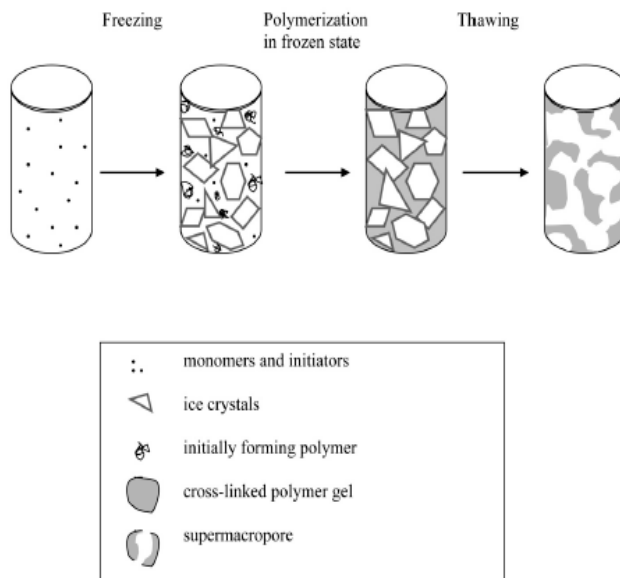 Freezing
Polymerization
in frozen state
Thawing
monomers and initiators
ice crystals
initially forming polymer
cross-linked polymer gel
supermacropore